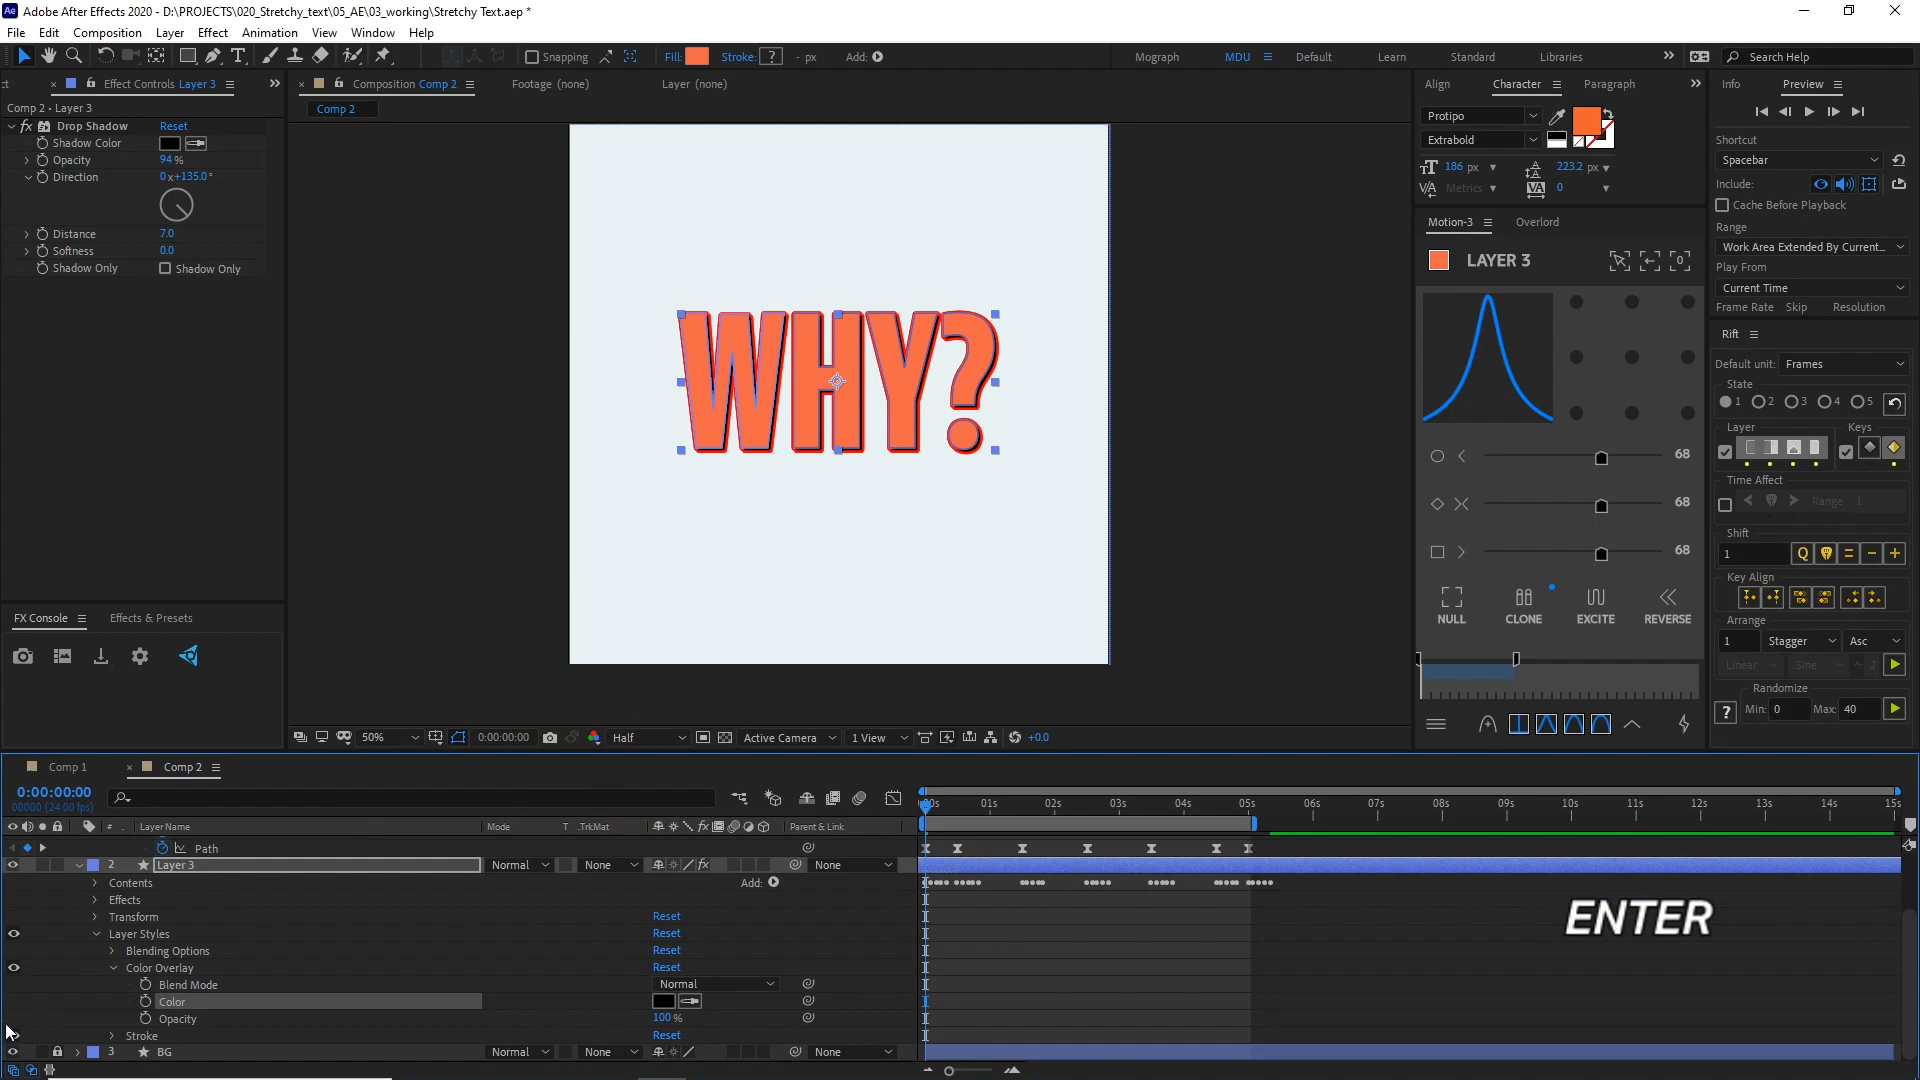 Adobe After Effects 2020 - D:\PROJECTS\020_Stretchy_text\05_AE\03_working\Stretchy Text.aep *
File Edit Composition Layer Effect Animation View Window Help
Snapping Fill: Stroke: ? - px Add: Mograph MDU Default Learn Standard Libraries Search Help
ct Effect Controls Layer 3 Composition Comp 2 Footage (none) Layer (none) Align Character Paragraph Info Preview
Comp 2 • Layer 3
Comp 2
fx Drop Shadow Reset
Shadow Color
Opacity 94 %
Direction 0x+135.0°
Distance 7.0
Softness 0.0
Shadow Only Shadow Only
Protipo
Extrabold
186 px 223.2 px
Metrics 0
Motion-3 Overlord
LAYER 3
68
68
68
NULL CLONE EXCITE REVERSE
Shortcut
Spacebar
Include:
Cache Before Playback
Range
Work Area Extended By Current...
Play From
Current Time
Frame Rate Skip Resolution
Rift
Default unit: Frames
State
1 2 3 4 5
Layer Keys
Time Affect
Range 1
Shift
1 Q = - +
Key Align
Arrange
1 Stagger Asc
Linear Sine 2
Randomize
? Min: 0 Max: 40
WHY?
FX Console Effects & Presets
50% 0:00:00:00 Half Active Camera 1 View +0.0
Comp 1 Comp 2
0:00:00:00
00000 (24.00 fps)
:00s 01s 02s 03s 04s 05s 06s 07s 08s 09s 10s 11s 12s 13s 14s 15s
# Layer Name Mode T .TrkMat fx Parent & Link
Path
2 Layer 3 Normal None fx None
Contents Add:
Effects
Transform Reset
Layer Styles Reset
Blending Options Reset
Color Overlay Reset
Blend Mode Normal
Color
Opacity 100 %
Stroke Reset
3 BG Normal None None
ENTER